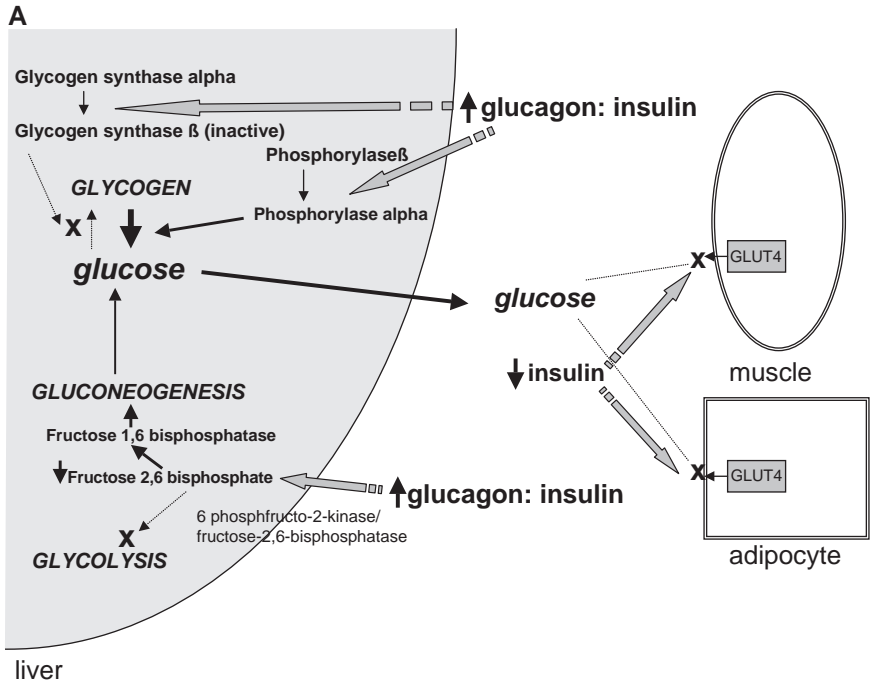 A
Glycogen synthase alpha
glucagon: insulin
Glycogen synthase ß (inactive)
Phosphorylaseß
GLYCOGEN
Phosphorylase alpha
X
glucose
X
GLUT4
glucose
insulin
muscle
GLUCONEOGENESIS
Fructose 1,6 bisphosphatase
Fructose 2,6 bisphosphate
glucagon: insulin
X
GLUT4
6 phosphfructo-2-kinase/
fructose-2,6-bisphosphatase
X
GLYCOLYSIS
adipocyte
liver